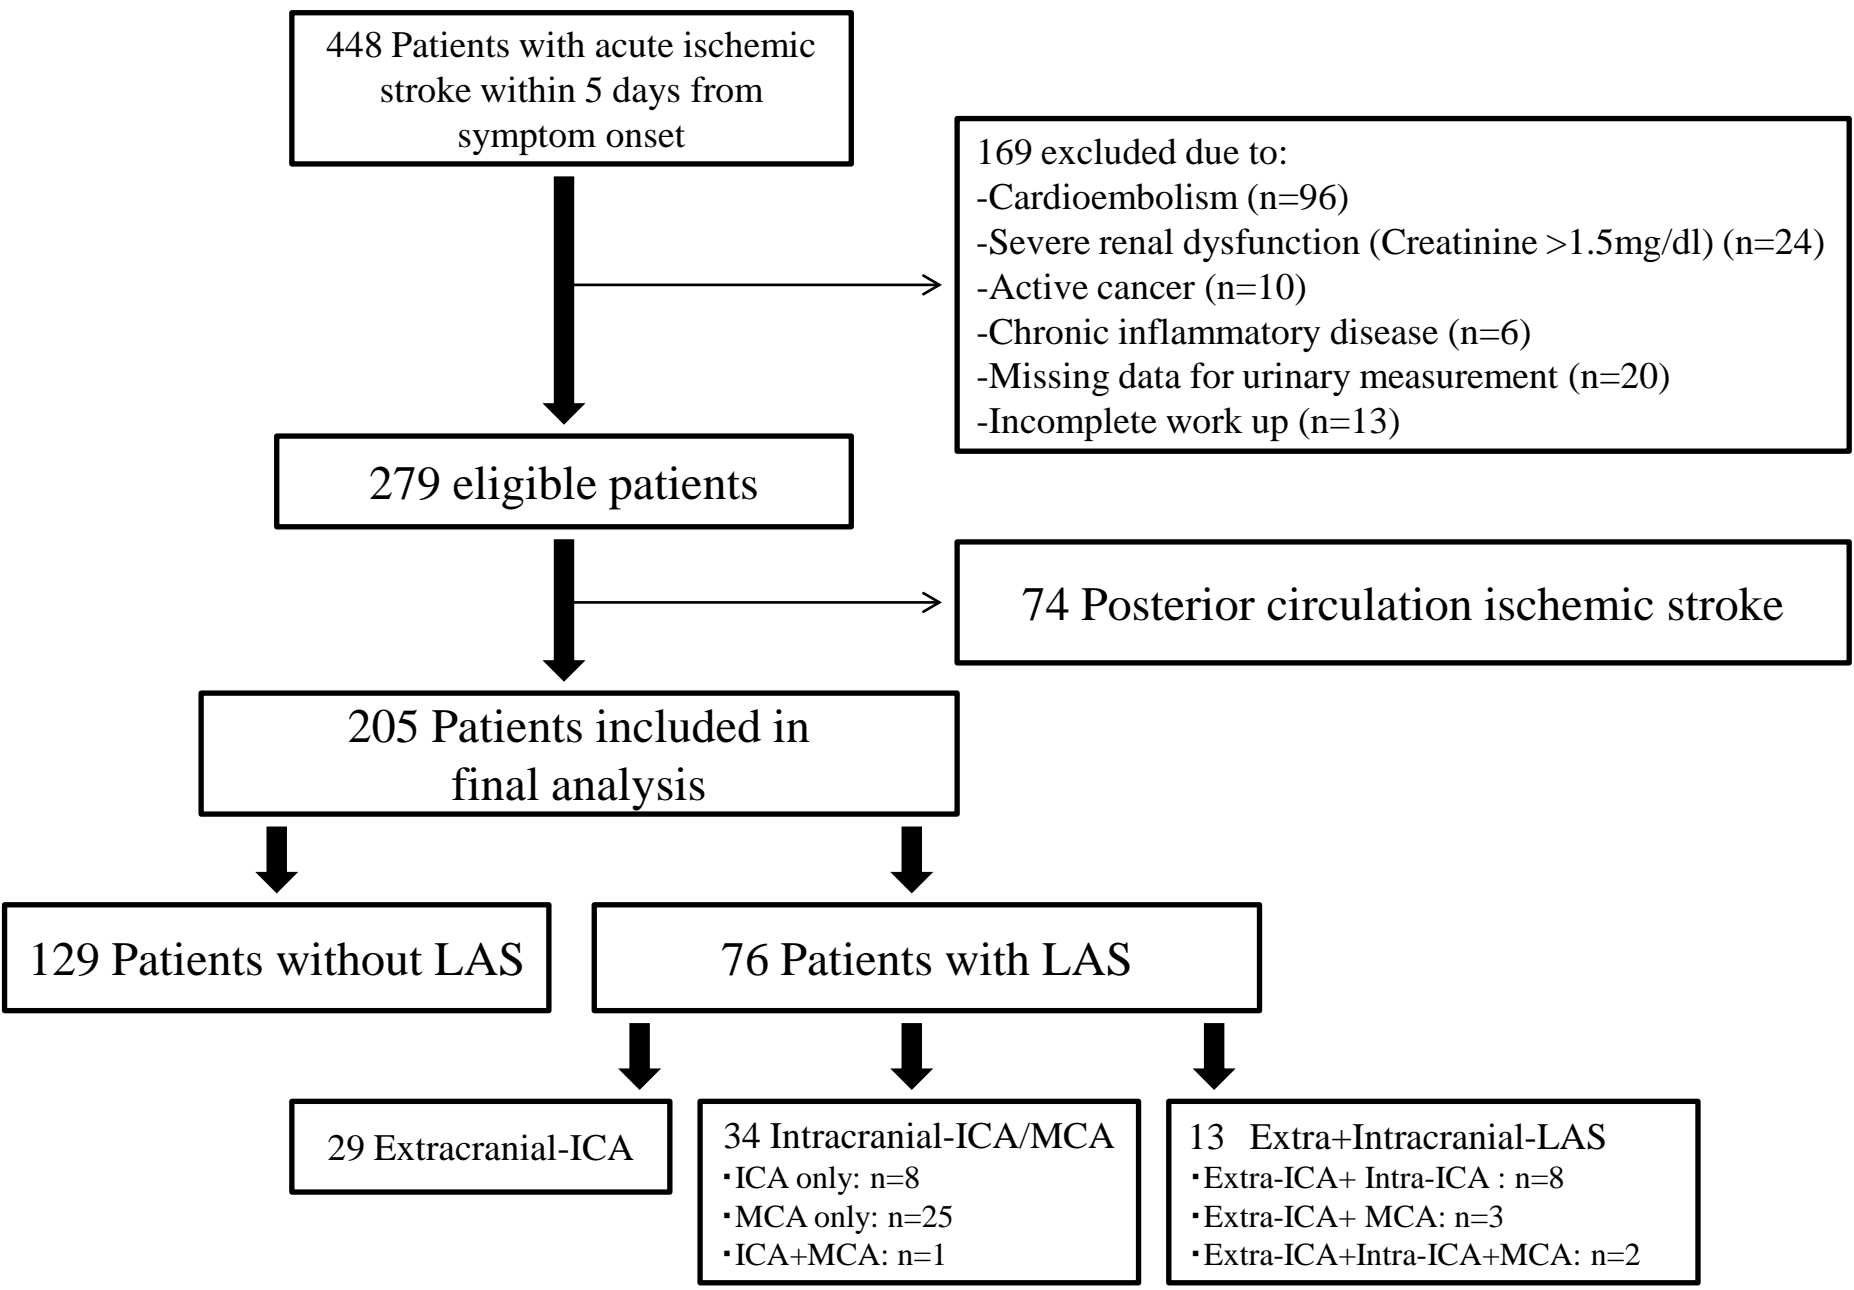 448 Patients with acute ischemic
stroke within 5 days from
symptom onset
169 excluded due to:
-Cardioembolism (n=96)
-Severe renal dysfunction (Creatinine >1.5mg/dl) (n=24)
-Active cancer (n=10)
-Chronic inflammatory disease (n=6)
-Missing data for urinary measurement (n=20)
-Incomplete work up (n=13)
279 eligible patients
74 Posterior circulation ischemic stroke
205 Patients included in
final analysis
129 Patients without LAS
76 Patients with LAS
29 Extracranial-ICA
34 Intracranial-ICA/MCA
・ICA only: n=8
・MCA only: n=25
・ICA+MCA: n=1
13 Extra+Intracranial-LAS
・Extra-ICA+ Intra-ICA : n=8
・Extra-ICA+ MCA: n=3
・Extra-ICA+Intra-ICA+MCA: n=2